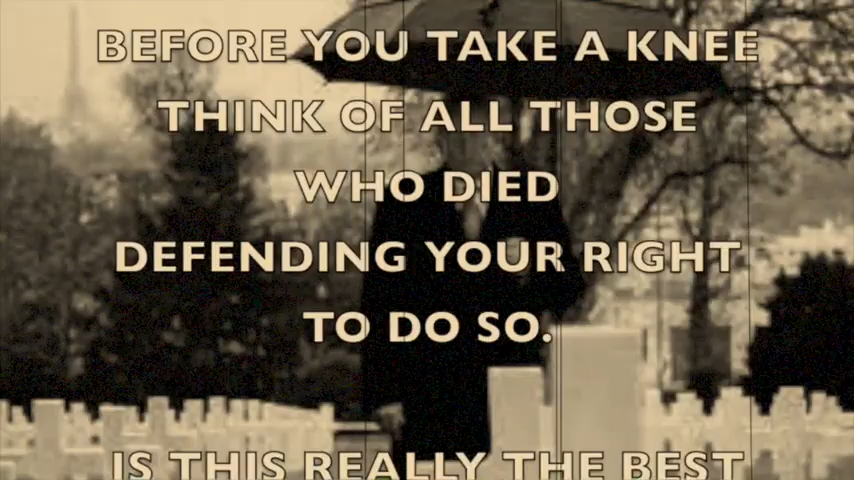 BEFORE YOU TAKE A KNEE
THINK OF ALL THOSE
WHO DIED
DEFENDING YOUR RIGHT
TO DO SO.
IS THIS REALLY THE BEST